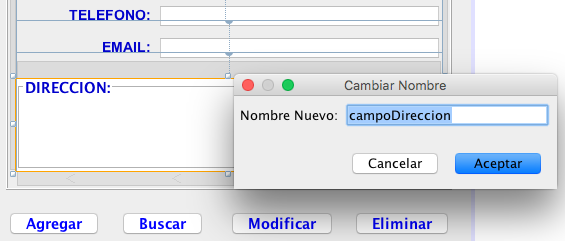 TELEFONO:
EMAIL:
DIRECCION:
Cambiar Nombre
Nombre Nuevo: campoDireccion
Cancelar Aceptar
Agregar Buscar Modificar Eliminar